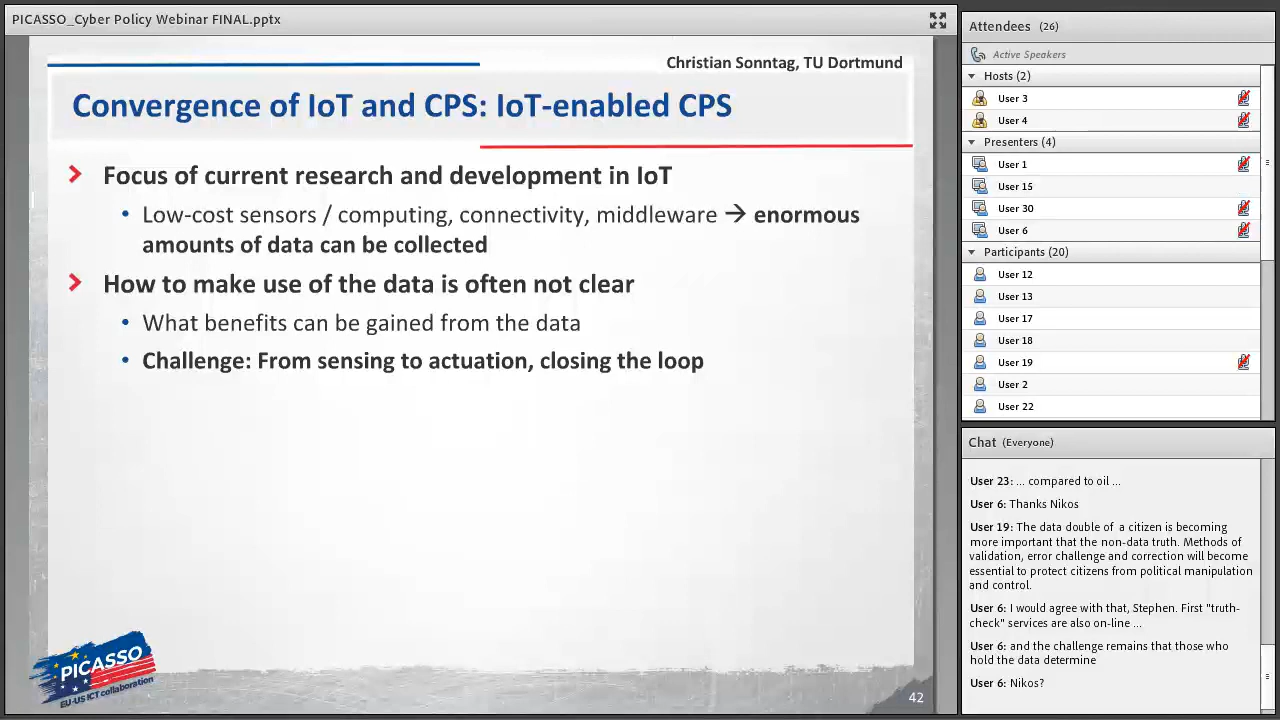 PICASSO_Cyber Policy Webinar FINAL.pptx
Christian Sonntag, TU Dortmund
Convergence of IoT and CPS: IoT-enabled CPS
Focus of current research and development in IoT
• Low-cost sensors / computing, connectivity, middleware → enormous
amounts of data can be collected
How to make use of the data is often not clear
• What benefits can be gained from the data
• Challenge: From sensing to actuation, closing the loop
PICASSO
EU-US ICT collaboration
42
Attendees (26)
Active Speakers
Hosts (2)
User 3
User 4
Presenters (4)
User 1
User 15
User 30
User 6
Participants (20)
User 12
User 13
User 17
User 18
User 19
User 2
User 22
Chat (Everyone)
User 23: ... compared to oil ...
User 6: Thanks Nikos
User 19: The data double of a citizen is becoming
more important that the non-data truth. Methods of
validation, error challenge and correction will become
essential to protect citizens from political manipulation
and control.
User 6: I would agree with that, Stephen. First "truth-
check" services are also on-line ...
User 6: and the challenge remains that those who
hold the data determine
User 6: Nikos?